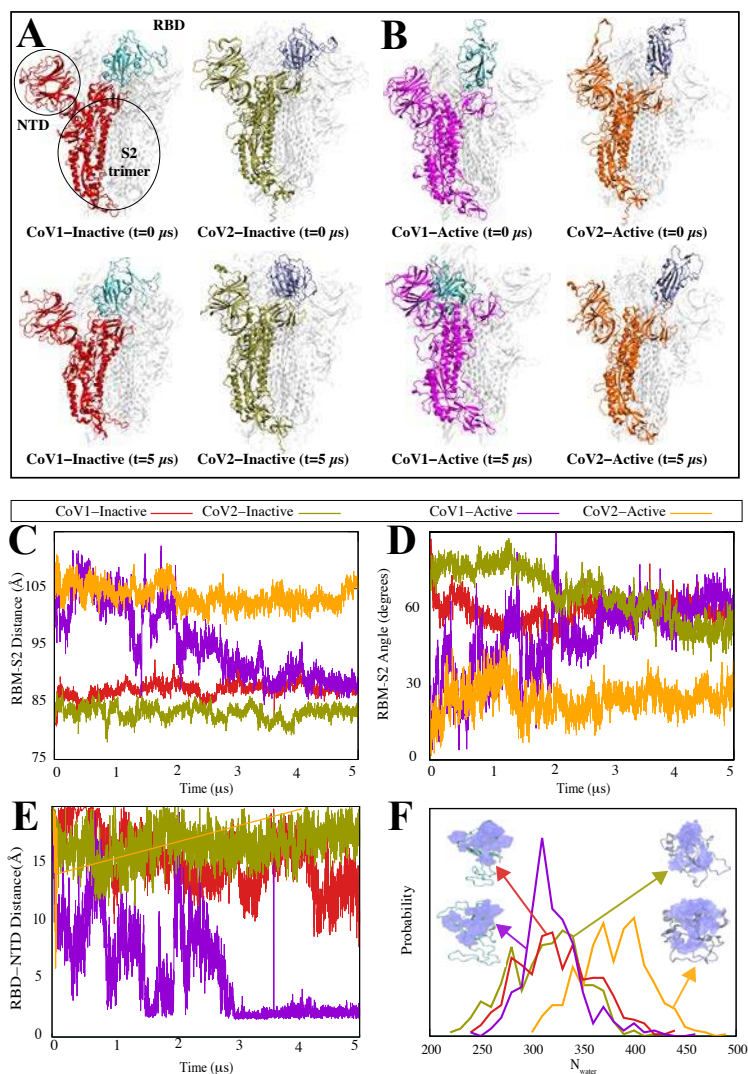 A
RBD
B
NTD
S2
trimer
CoV1−Inactive (t=0 μs)
CoV2−Inactive (t=0 μs)
CoV1−Active (t=0 μs)
CoV2−Active (t=0 μs)
CoV1−Inactive (t=5 μs)
CoV2−Inactive (t=5 μs)
CoV1−Active (t=5 μs)
CoV2−Active (t=5 μs)
CoV1−Inactive
CoV2−Inactive
CoV1−Active
CoV2−Active
C
RBM-S2 Distance (Å)
105
95
85
75
0 1 2 3 4 5
Time (μs)
D
RBM-S2 Angle (degrees)
60
30
0
0 1 2 3 4 5
Time (μs)
E
RBD−NTD Distance(Å)
15
10
5
0
0 1 2 3 4 5
Time (μs)
F
Probability
200 250 300 350 400 450 500
N water